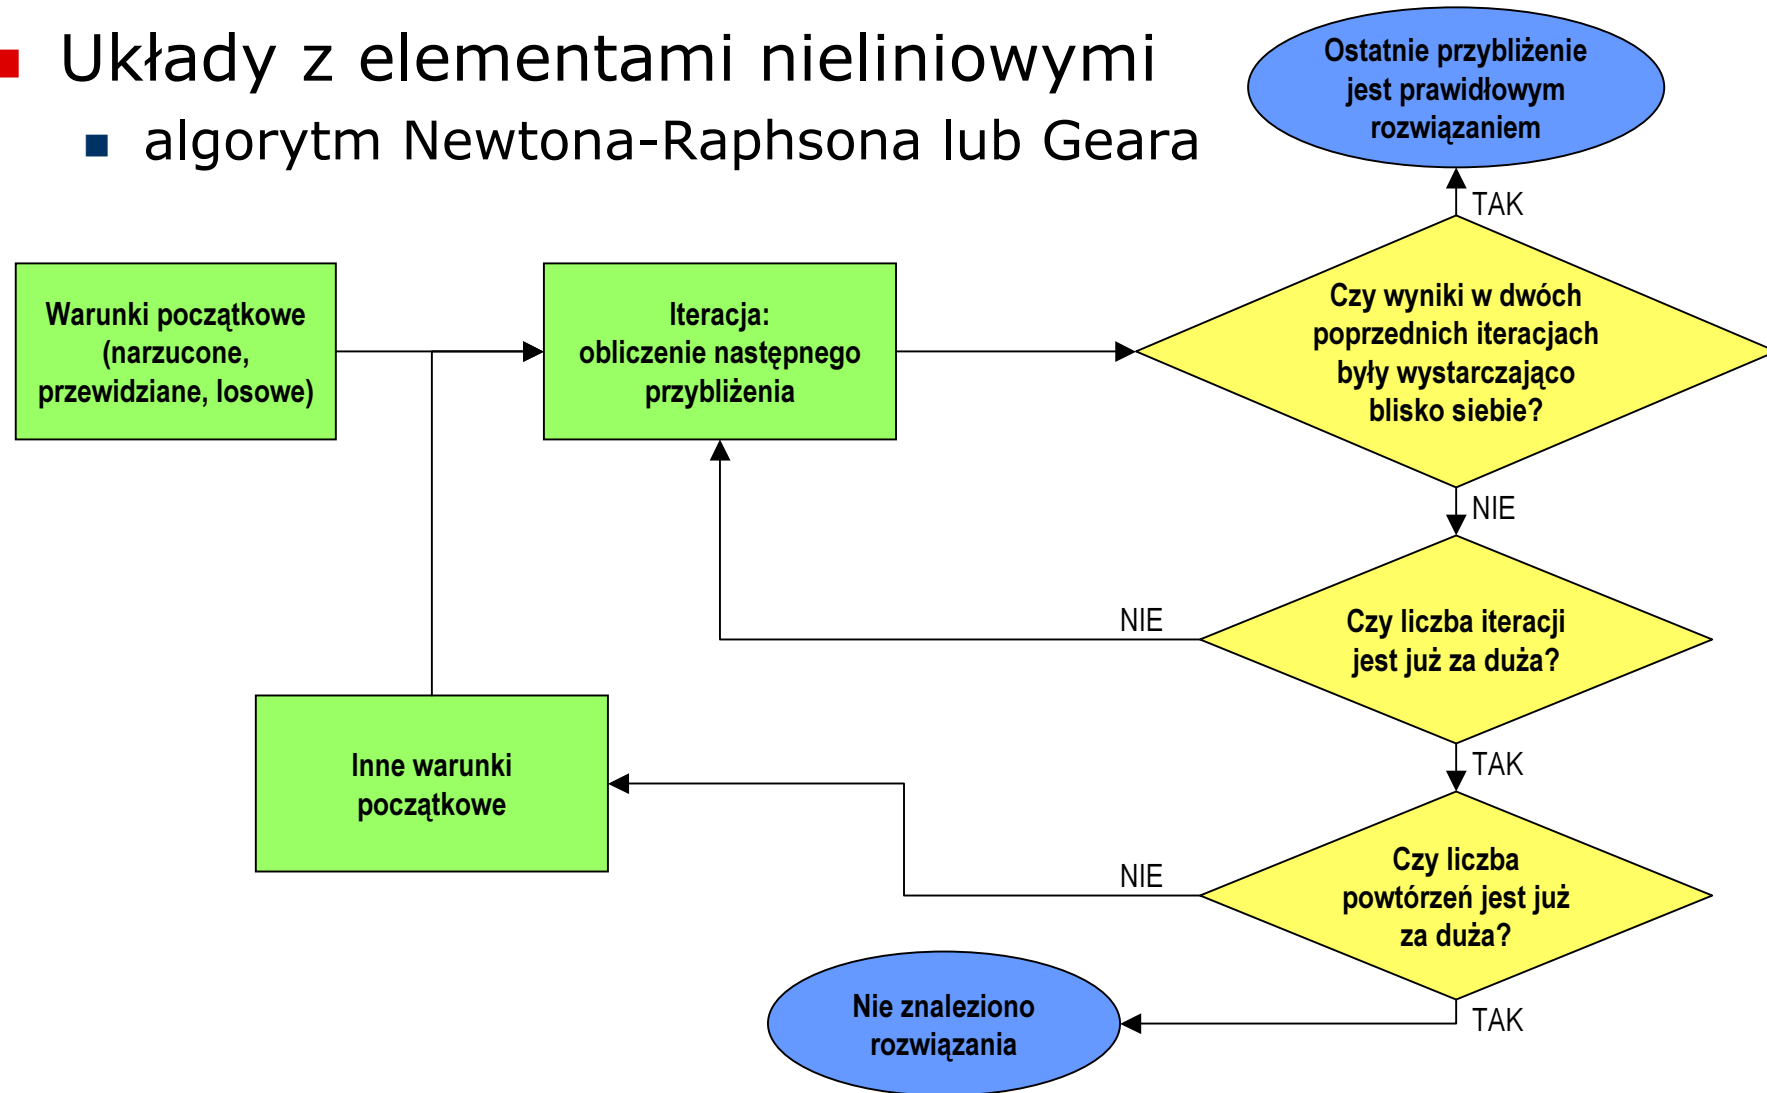 Układy z elementami nieliniowymi
algorytm Newtona-Raphsona lub Geara
Ostatnie przybliżenie
jest prawidłowym
rozwiązaniem
TAK
Warunki początkowe
(narzucone,
przewidziane, losowe)
Iteracja:
obliczenie następnego
przybliżenia
Czy wyniki w dwóch
poprzednich iteracjach
były wystarczająco
blisko siebie?
NIE
NIE
Czy liczba iteracji
jest już za duża?
TAK
Inne warunki
początkowe
NIE
Czy liczba
powtórzeń jest już
za duża?
TAK
Nie znaleziono
rozwiązania